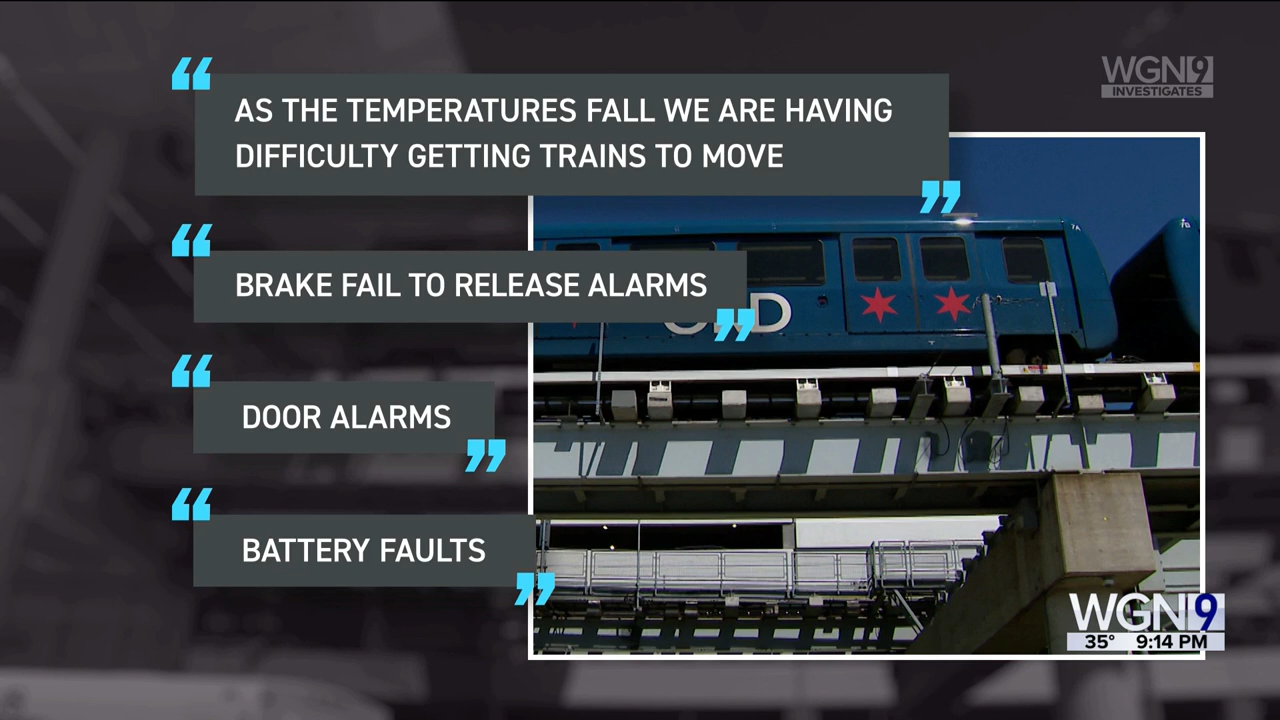 WGN9
INVESTIGATES
AS THE TEMPERATURES FALL WE ARE HAVING
DIFFICULTY GETTING TRAINS TO MOVE
BRAKE FAIL TO RELEASE ALARMS
DOOR ALARMS
BATTERY FAULTS
7A
WGN9
35° 9:14 PM